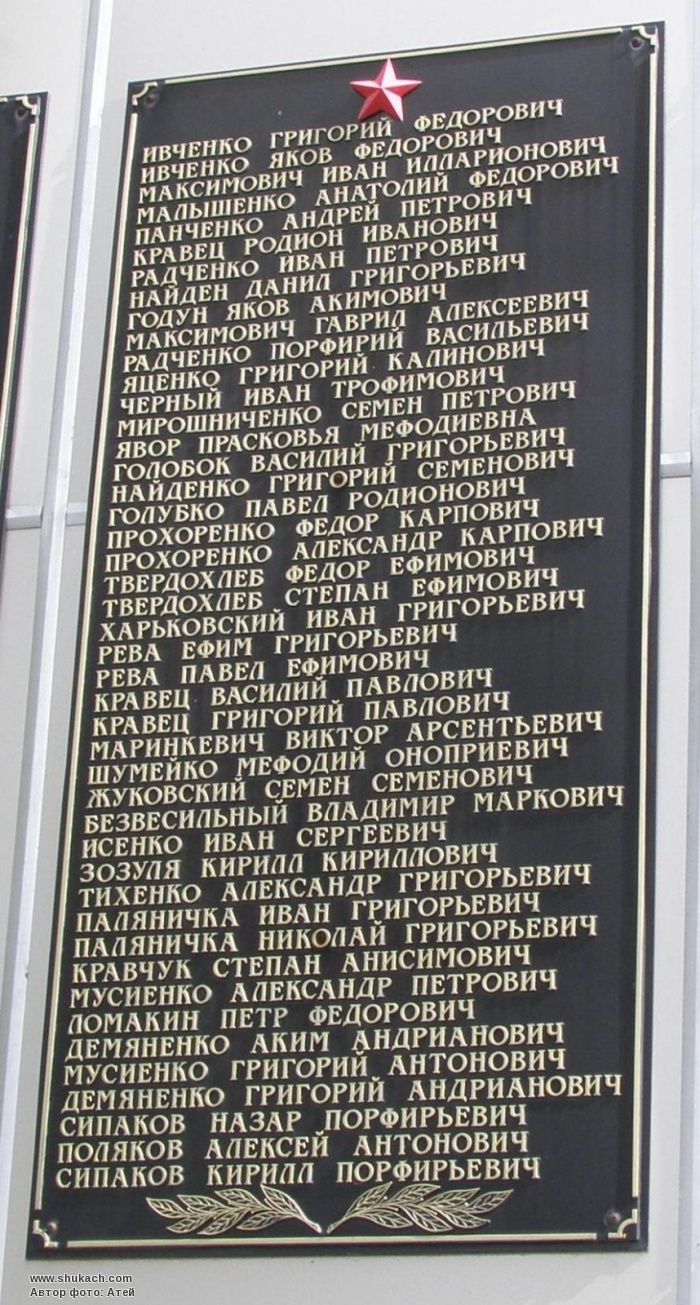 ИВЧЕНКО ГРИГОРИЙ ФЕДОРОВИЧ
ИВЧЕНКО ЯКОВ ФЕДОРОВИЧ
МАКСИМОВИЧ ИВАН ИЛЛАРИОНОВИЧ
МАЛЫШЕНКО АНАТОЛИЙ ФЕДОРОВИЧ
ПАНЧЕНКО АНДРЕЙ ПЕТРОВИЧ
КРАВЕЦ РОДИОН ИВАНОВИЧ
РАДЧЕНКО ИВАН ПЕТРОВИЧ
НАЙДЕН ДАНИЛ ГРИГОРЬЕВИЧ
ГОДУН ЯКОВ АКИМОВИЧ
МАКСИМОВИЧ ГАВРИЛ АЛЕКСЕЕВИЧ
РАДЧЕНКО ПОРФИРИЙ ВАСИЛЬЕВИЧ
ЯЦЕНКО ГРИГОРИЙ КАЛИНОВИЧ
ЧЕРНЫЙ ИВАН ТРОФИМОВИЧ
МИРОШНИЧЕНКО СЕМЕН ПЕТРОВИЧ
ЯВОР ПРАСКОВЬЯ МЕФОДИЕВНА
ГОЛОБОК ВАСИЛИЙ ГРИГОРЬЕВИЧ
НАЙДЕНКО ГРИГОРИЙ СЕМЕНОВИЧ
ГОЛУБКО ПАВЕЛ РОДИОНОВИЧ
ПРОХОРЕНКО ФЕДОР КАРПОВИЧ
ПРОХОРЕНКО АЛЕКСАНДР КАРПОВИЧ
ТВЕРДОХЛЕБ ФЕДОР ЕФИМОВИЧ
ТВЕРДОХЛЕБ СТЕПАН ЕФИМОВИЧ
ХАРЬКОВСКИЙ ИВАН ГРИГОРЬЕВИЧ
РЕВА ЕФИМ ГРИГОРЬЕВИЧ
РЕВА ПАВЕЛ ЕФИМОВИЧ
КРАВЕЦ ВАСИЛИЙ ПАВЛОВИЧ
КРАВЕЦ ГРИГОРИЙ ПАВЛОВИЧ
МАРИНКЕВИЧ ВИКТОР АРСЕНТЬЕВИЧ
ШУМЕЙКО МЕФОДИЙ ОНОПРИЕВИЧ
ЖУКОВСКИЙ СЕМЕН СЕМЕНОВИЧ
БЕЗВЕСИЛЬНЫЙ ВЛАДИМИР МАРКОВИЧ
ИСЕНКО ИВАН СЕРГЕЕВИЧ
ЗОЗУЛЯ КИРИЛЛ КИРИЛЛОВИЧ
ТИХЕНКО АЛЕКСАНДР ГРИГОРЬЕВИЧ
ПАЛЯНИЧКА ИВАН ГРИГОРЬЕВИЧ
ПАЛЯНИЧКА НИКОЛАЙ ГРИГОРЬЕВИЧ
КРАВЧУК СТЕПАН АНИСИМОВИЧ
МУСИЕНКО АЛЕКСАНДР ПЕТРОВИЧ
ЛОМАКИН ПЕТР ФЕДОРОВИЧ
ДЕМЯНЕНКО АКИМ АНДРИАНОВИЧ
МУСИЕНКО ГРИГОРИЙ АНТОНОВИЧ
ДЕМЯНЕНКО ГРИГОРИЙ АНДРИАНОВИЧ
СИПАКОВ НАЗАР ПОРФИРЬЕВИЧ
ПОЛЯКОВ АЛЕКСЕЙ АНТОНОВИЧ
СИПАКОВ КИРИЛЛ ПОРФИРЬЕВИЧ
www.shukach.com
Автор фото: Атей